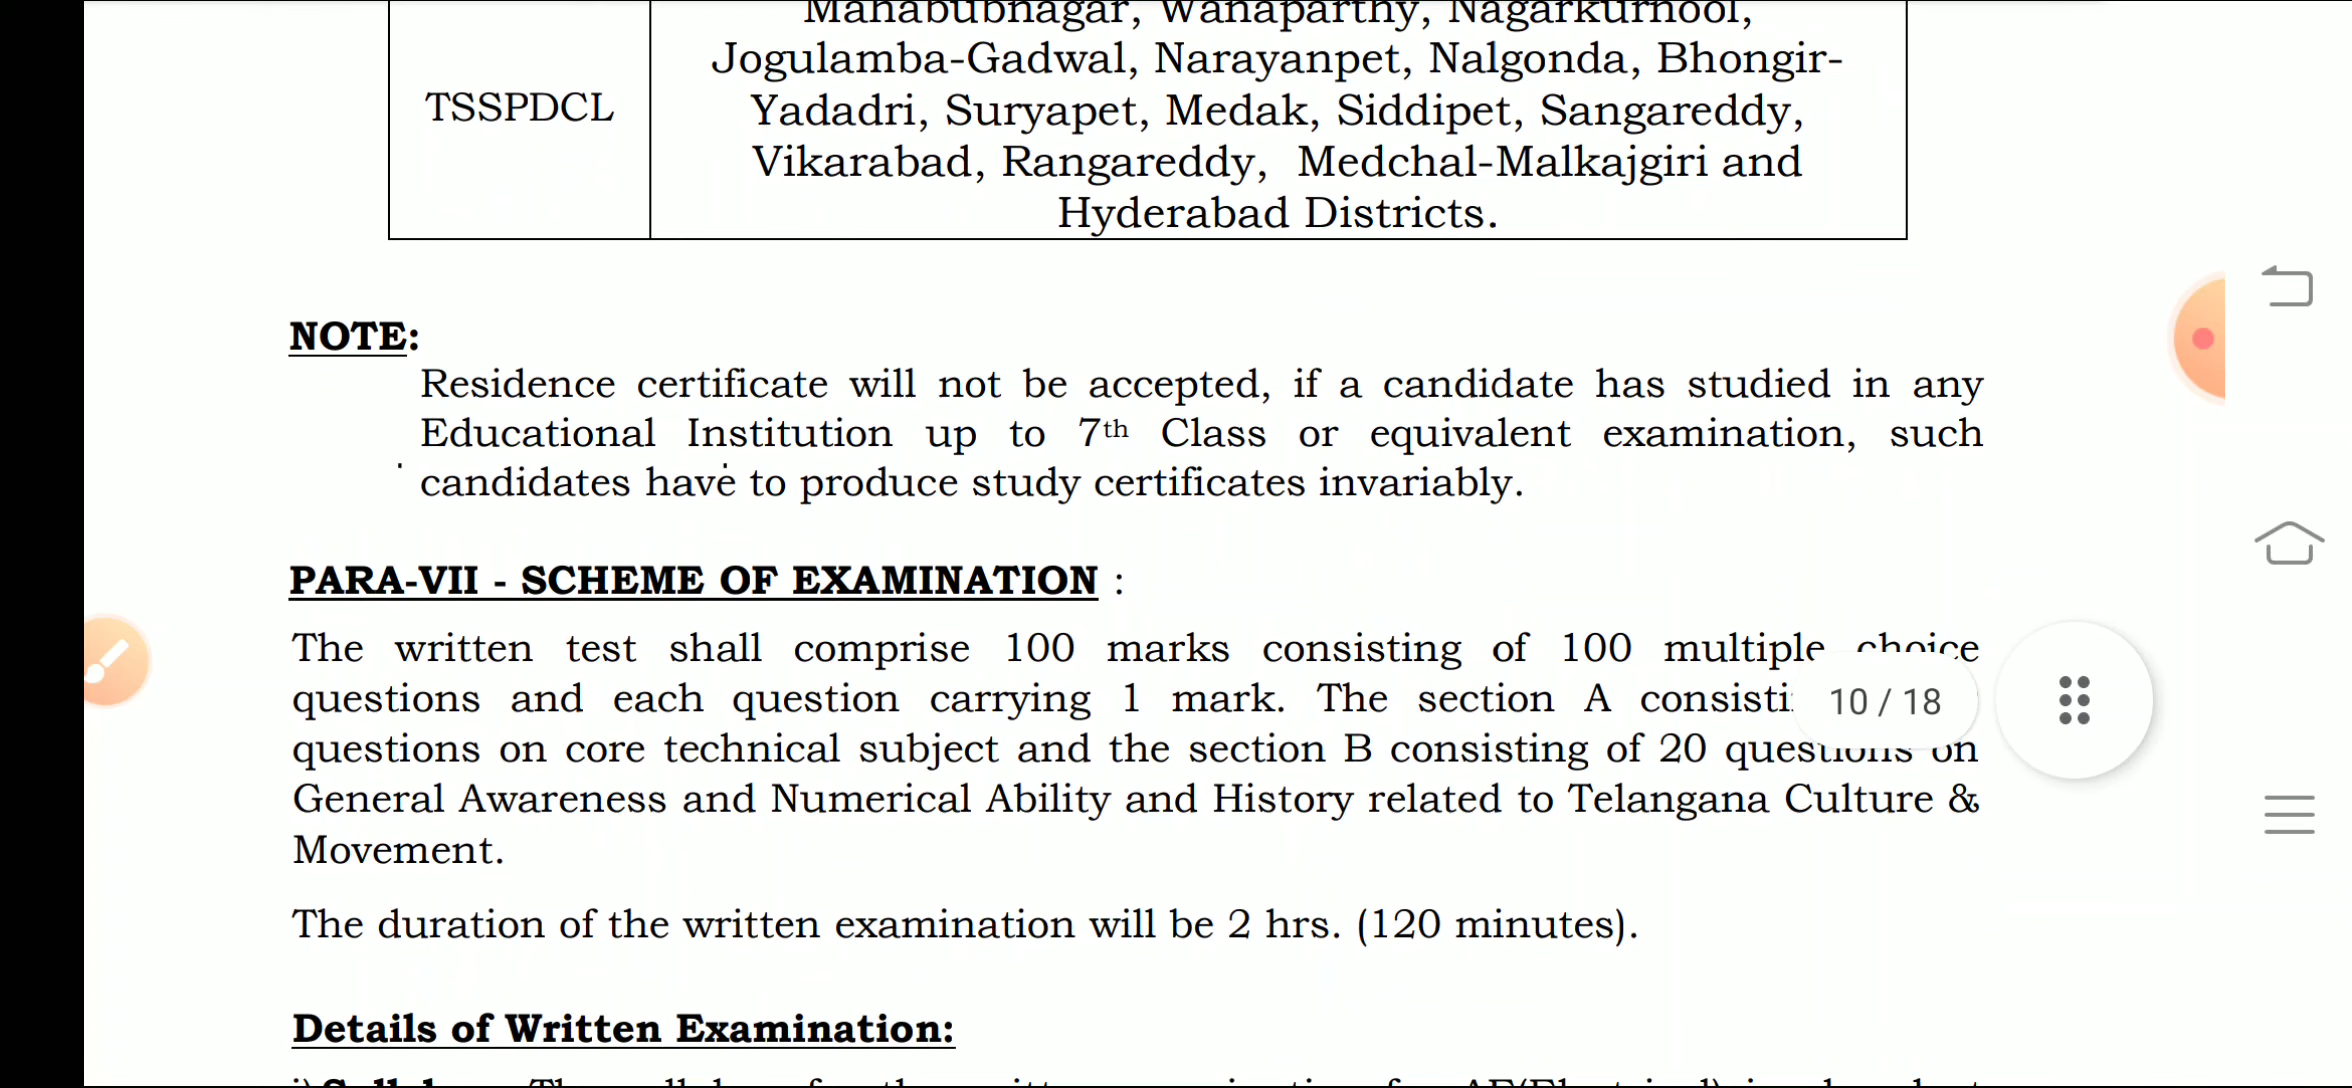 Mahabubnagar, Wanaparthy, Nagarkurnool,
Jogulamba-Gadwal, Narayanpet, Nalgonda, Bhongir-
TSSPDCL
Yadadri, Suryapet, Medak, Siddipet, Sangareddy,
Vikarabad, Rangareddy, Medchal-Malkajgiri and
Hyderabad Districts.
NOTE:
Residence certificate will not be accepted, if a candidate has studied in any
Educational Institution up to 7th Class or equivalent examination, such
candidates have to produce study certificates invariably.
PARA-VII - SCHEME OF EXAMINATION :
The written test shall comprise 100 marks consisting of 100 multiple choice
questions and each question carrying 1 mark. The section A
10 / 18
questions on core technical subject and the section B consisting of 20 questions on
General Awareness and Numerical Ability and History related to Telangana Culture &
Movement.
The duration of the written examination will be 2 hrs. (120 minutes).
Details of Written Examination: